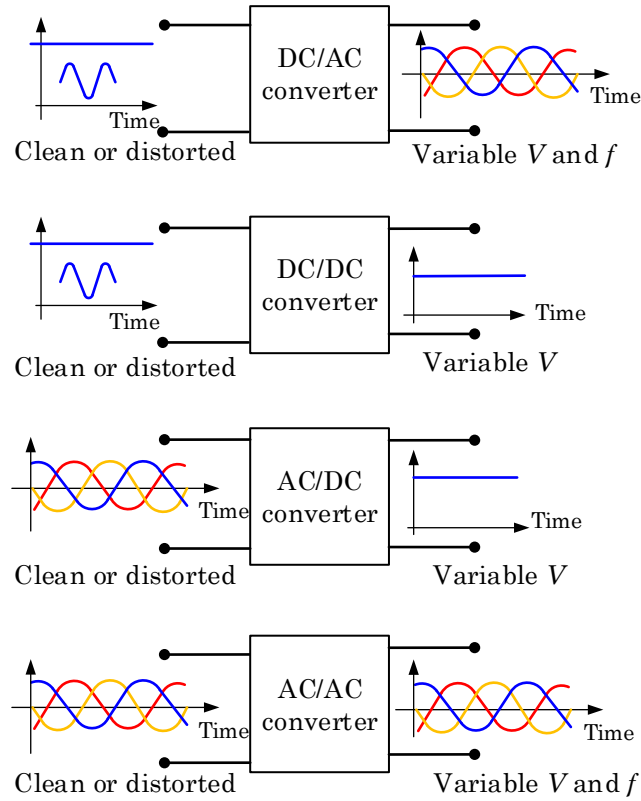 DC/AC
converter
Time
Time
Clean or distorted
Variable V and f
DC/DC
converter
Time
Time
Clean or distorted
Variable V
AC/DC
converter
Time
Time
Clean or distorted
Variable V
AC/AC
converter
Time
Time
Clean or distorted
Variable V and f